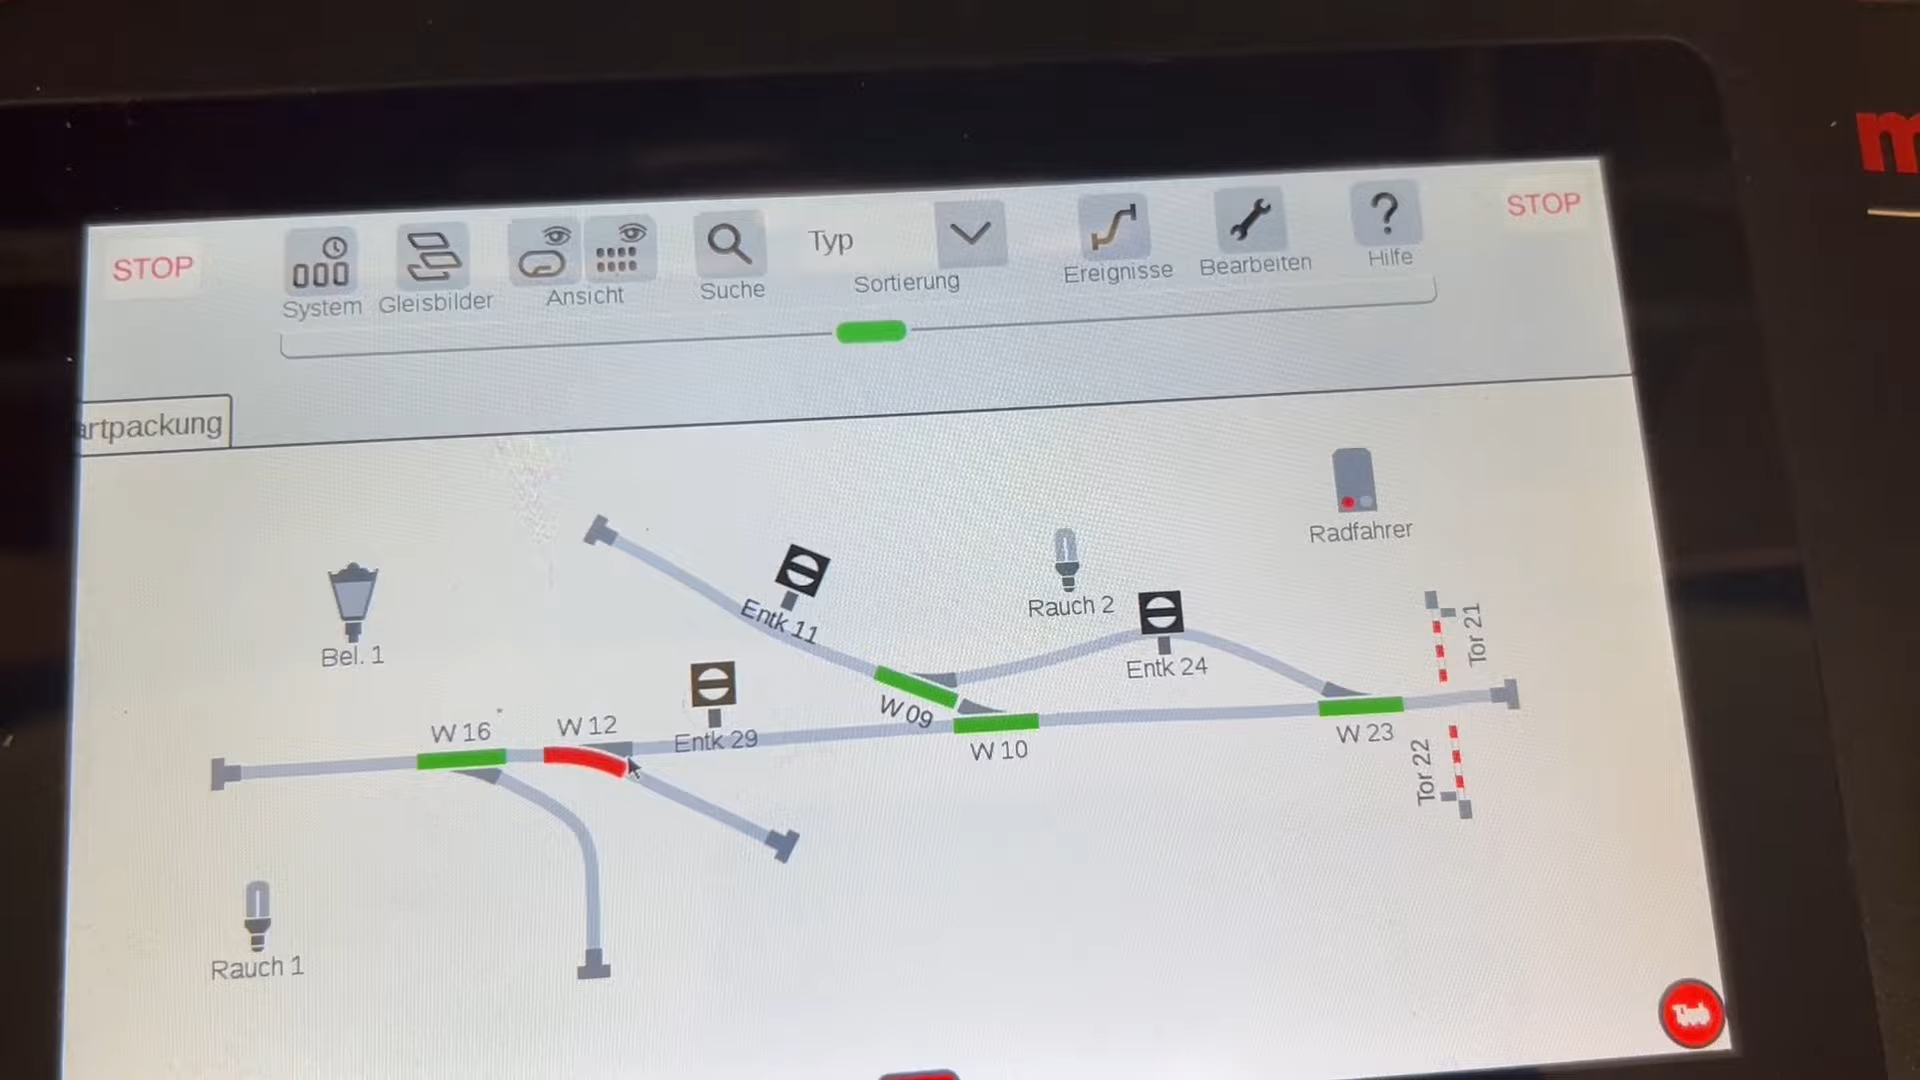 STOP
System
Gleisbilder
Ansicht
Suche
Typ
Sortierung
Ereignisse
Bearbeiten
?
Hilfe
STOP
m
artpackung
Radfahrer
Entk 11
Rauch 2
Bel. 1
Entk 24
Tor 21
W 16
W 12
Entk 29
W 09
W 10
W 23
Tor 22
Rauch 1